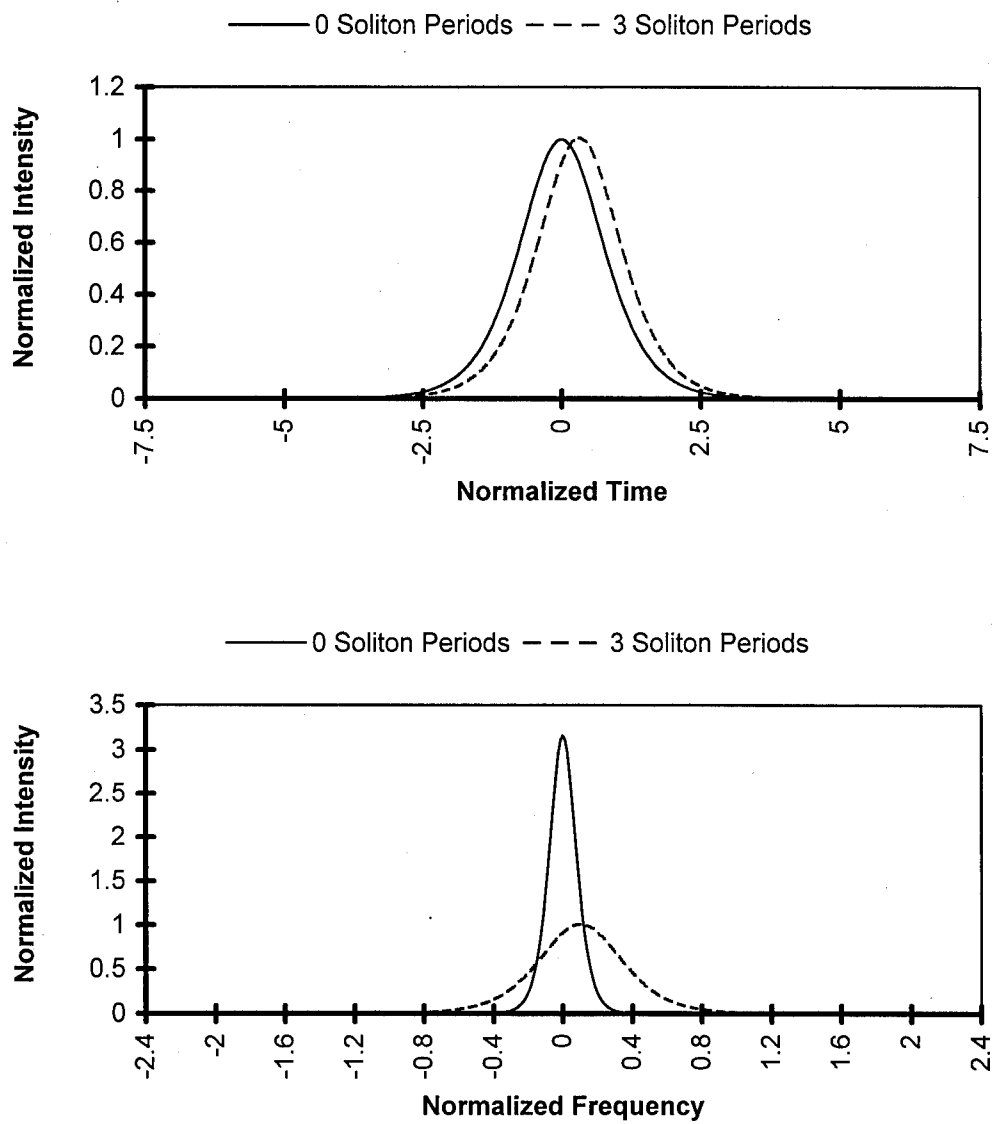 0 Soliton Periods 3 Soliton Periods
1.2
1
0.8
0.6
0.4
0.2
0
Normalized Intensity
-7.5 -5 -2.5 0 2.5 5 7.5
Normalized Time
0 Soliton Periods 3 Soliton Periods
3.5
3
2.5
2
1.5
1
0.5
0
Normalized Intensity
-2.4 -2 -1.6 -1.2 -0.8 -0.4 0 0.4 0.8 1.2 1.6 2 2.4
Normalized Frequency